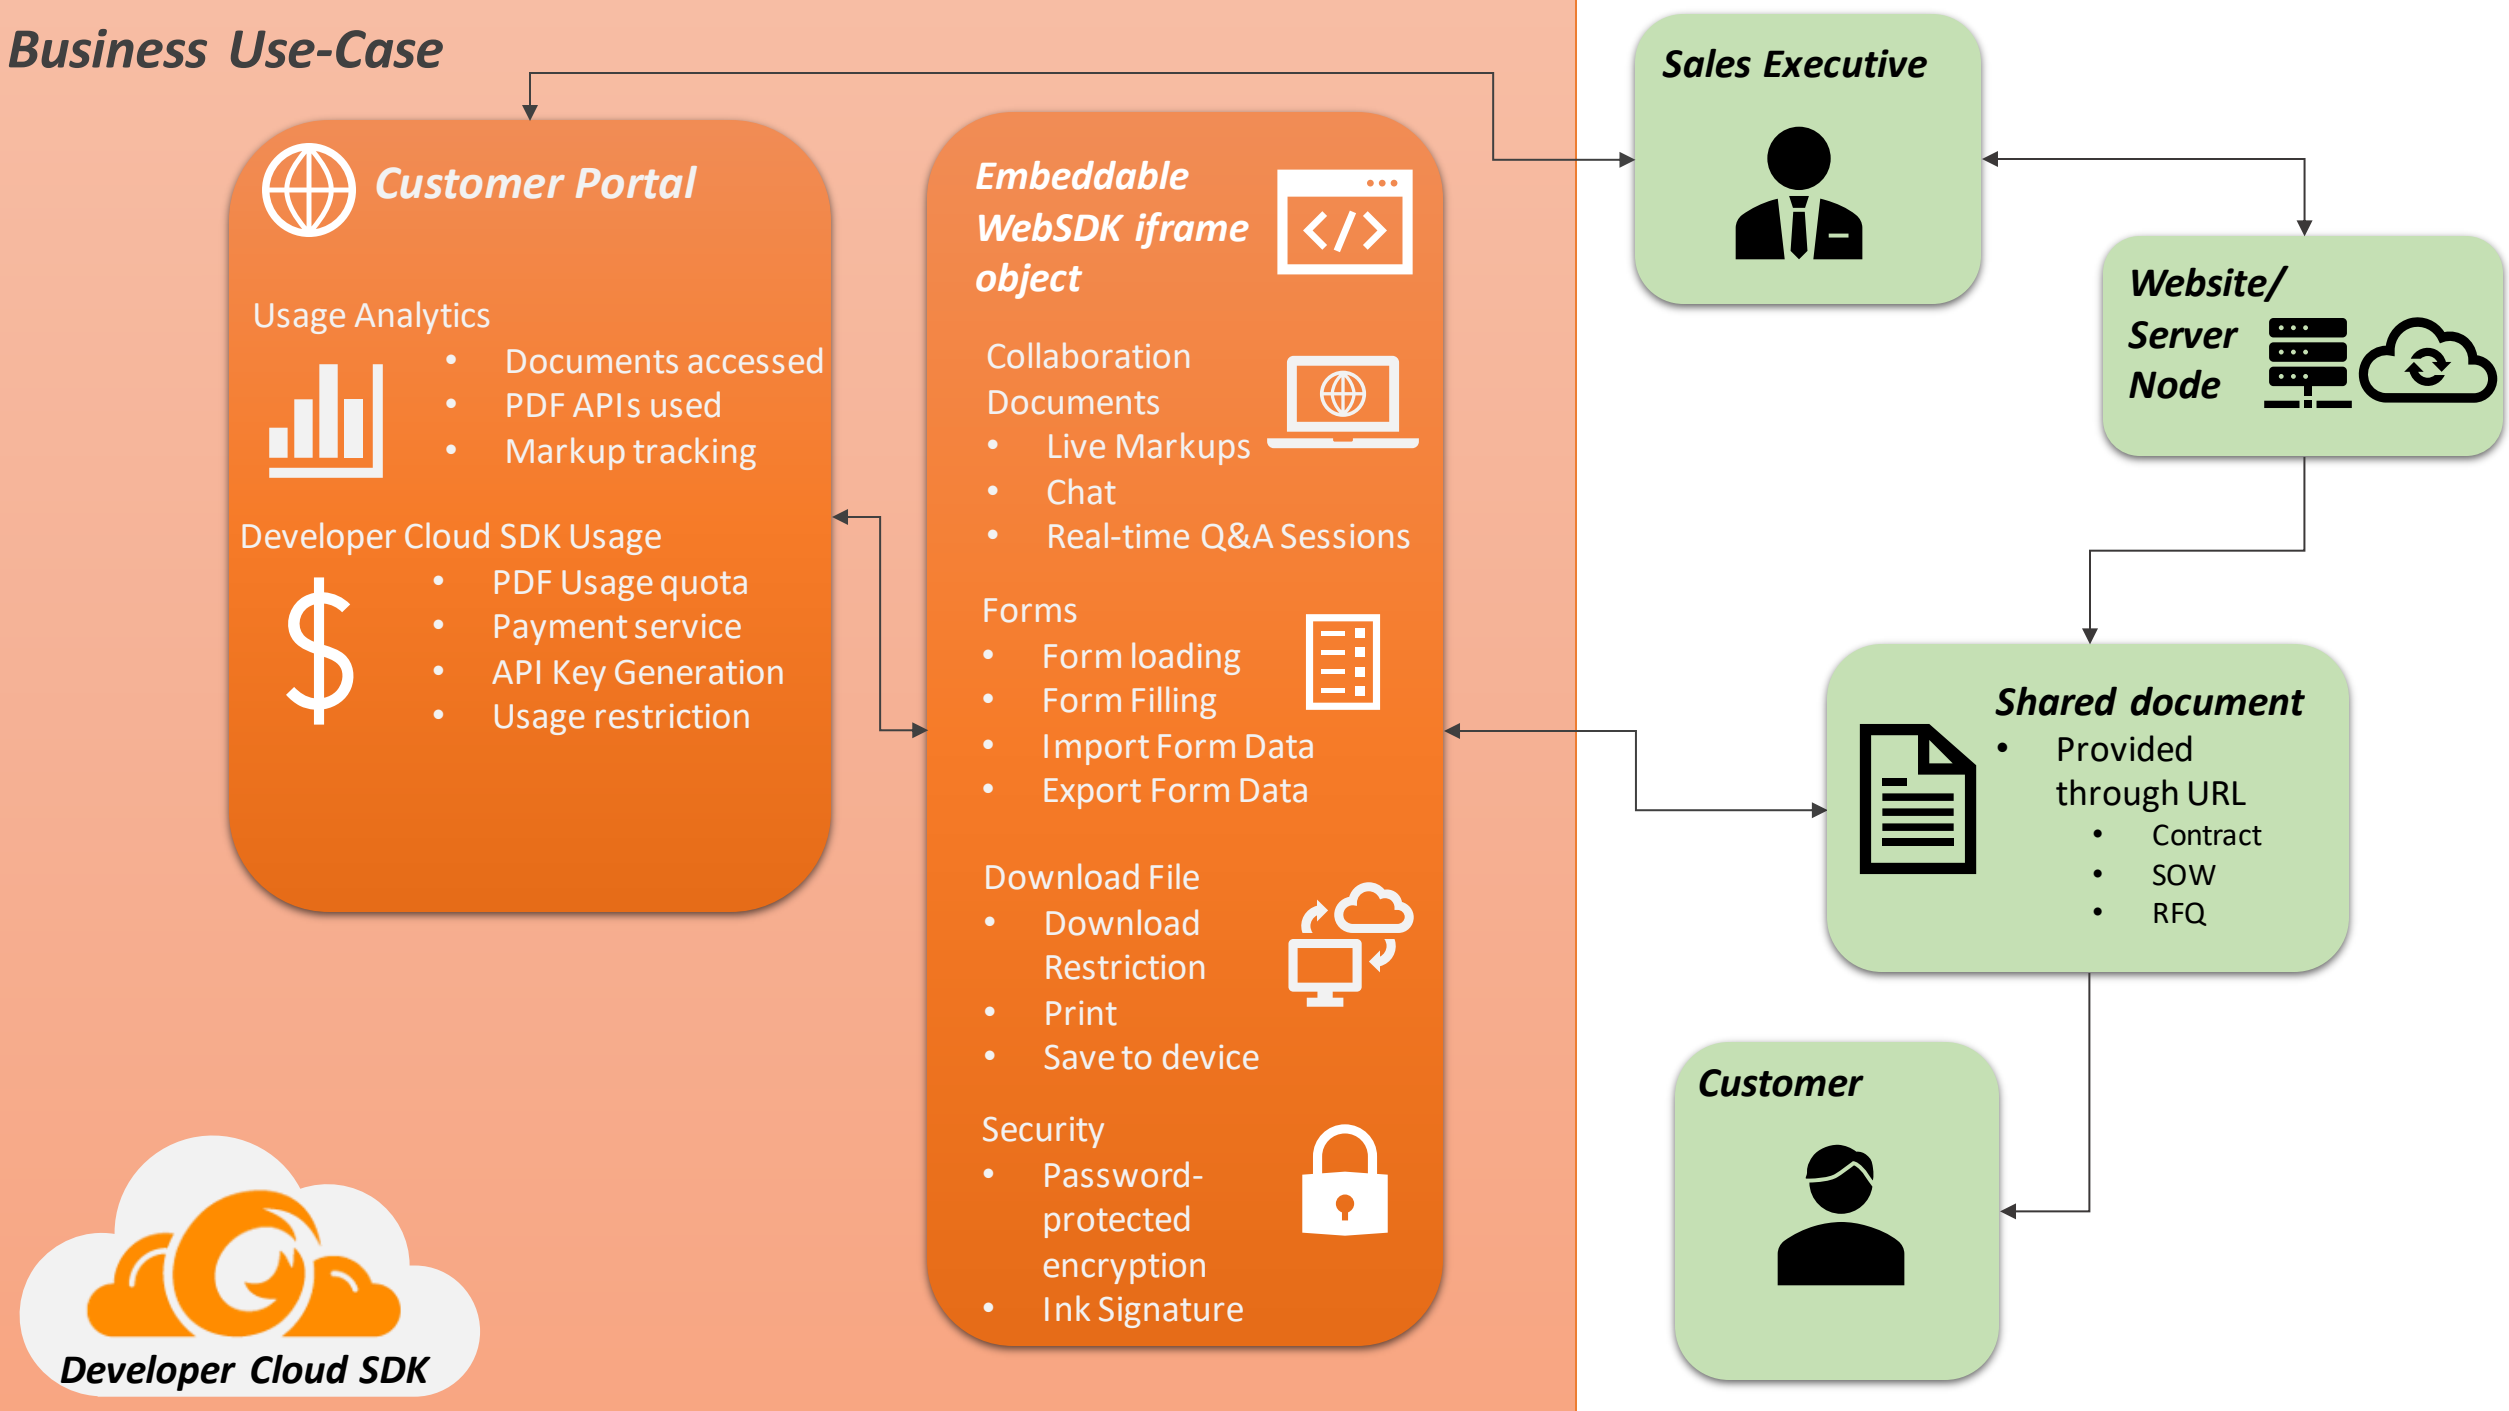 Business Use-Case
Customer Portal
Usage Analytics
• Documents accessed
• PDF APIs used
• Markup tracking
Developer Cloud SDK Usage
• PDF Usage quota
• Payment service
• API Key Generation
• Usage restriction
Developer Cloud SDK
Embeddable
WebSDK iframe
object
</>
Collaboration
Documents
• Live Markups
• Chat
• Real-time Q&A Sessions
Forms
• Form loading
• Form Filling
• Import Form Data
• Export Form Data
Download File
• Download
Restriction
• Print
• Save to device
Security
• Password-
protected
encryption
• Ink Signature
Sales Executive
Website/
Server
Node
Shared document
• Provided
through URL
• Contract
• SOW
• RFQ
Customer